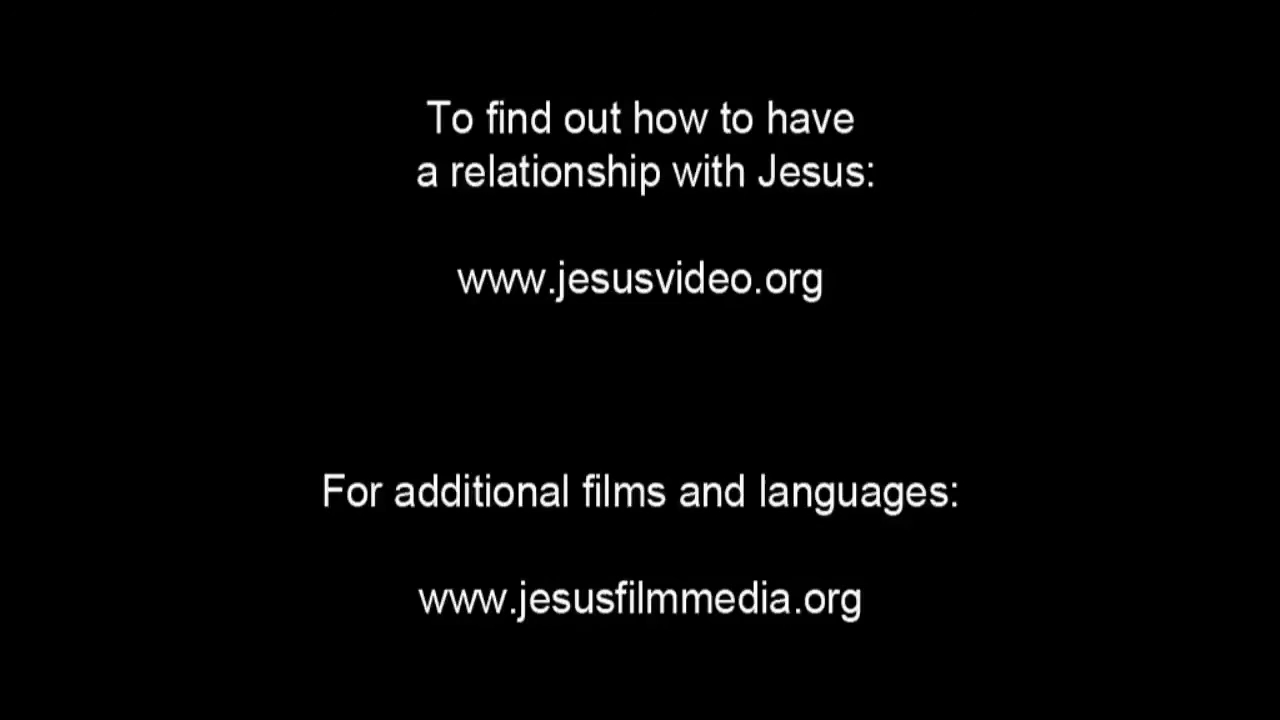 To find out how to have
a relationship with Jesus:
www.jesusvideo.org
For additional films and languages:
www.jesusfilmmedia.org